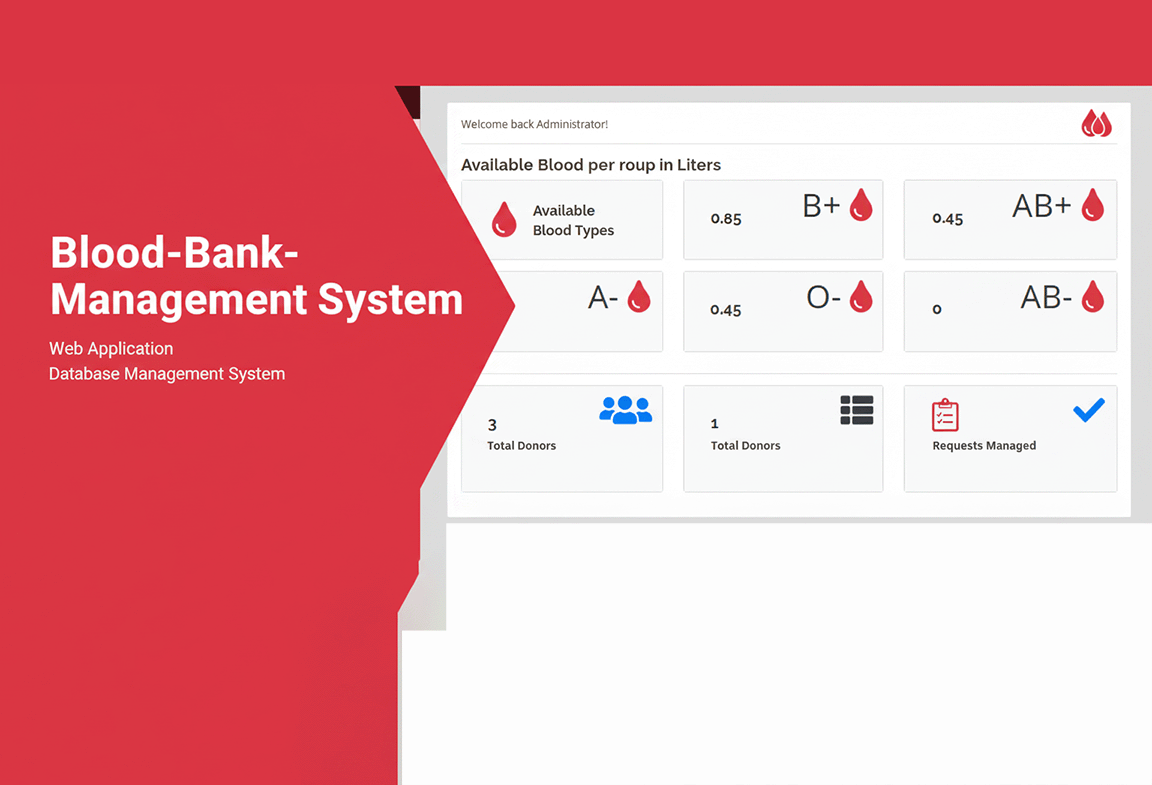 Welcome back Administrator!
Available Blood per roup in Liters
Available
Blood Types
0.85
B+
0.45
AB+
A-
0.45
O-
0
AB-
3
Total Donors
1
Total Donors
Requests Managed
Blood-Bank-
Management System
Web Application
Database Management System